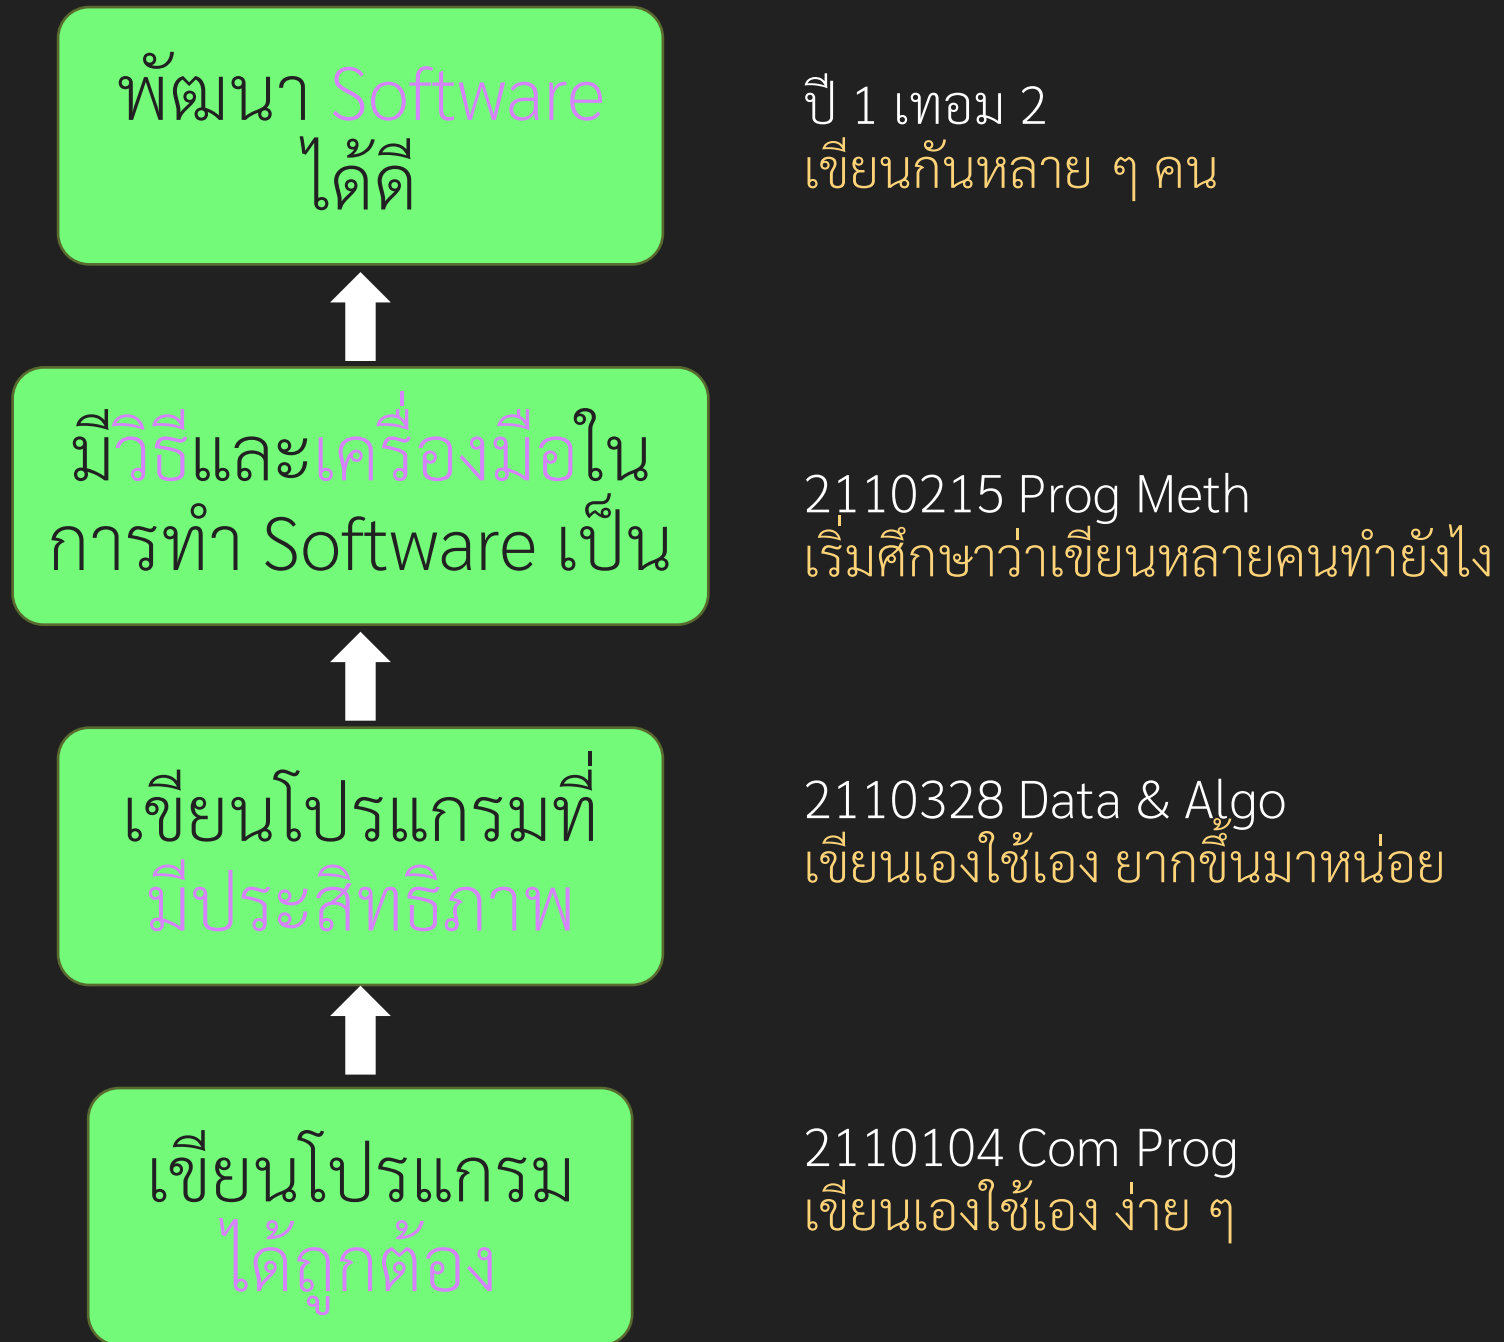 พัฒนา Software
ได้ดี
ปี 1 เทอม 2
เขียนกันหลาย ๆ คน
มีวิธีและเครื่องมือใน
การทำ Software เป็น
2110215 Prog Meth
เริ่มศึกษาว่าเขียนหลายคนทำยังไง
เขียนโปรแกรมที่
มีประสิทธิภาพ
2110328 Data & Algo
เขียนเองใช้เอง ยากขึ้นมาหน่อย
เขียนโปรแกรม
ได้ถูกต้อง
2110104 Com Prog
เขียนเองใช้เอง ง่าย ๆ